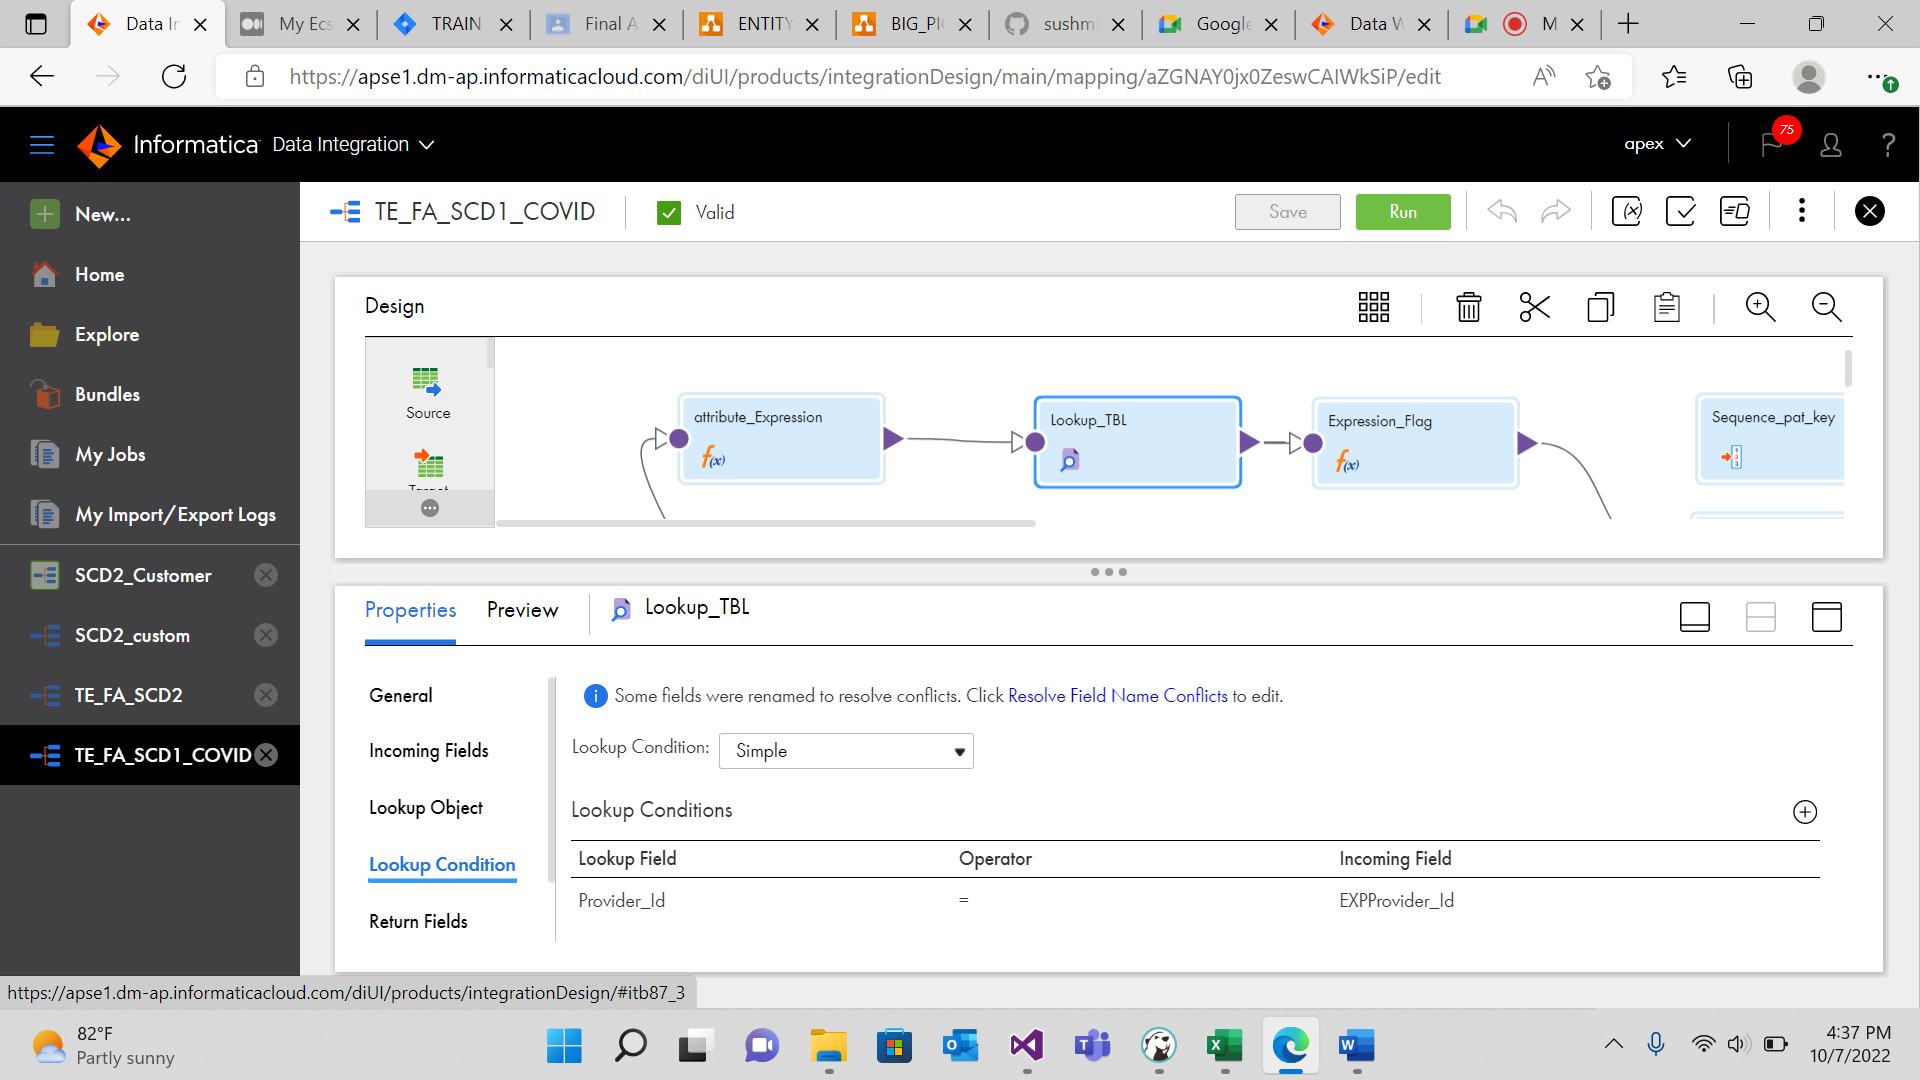 Data In
My Ecs
TRAIN
Final A
ENTITY
BIG_PIC
sushmi
Google
Data W
M
https://apse1.dm-ap.informaticacloud.com/diUI/products/integrationDesign/main/mapping/aZGNAY0jx0ZeswCAIWkSiP/edit
Informatica Data Integration
apex
75
?
New...
Home
Explore
Bundles
My Jobs
My Import/Export Logs
SCD2_Customer
SCD2_custom
TE_FA_SCD2
TE_FA_SCD1_COVID
TE_FA_SCD1_COVID
Valid
Save
Run
Design
Source
Target
attribute_Expression
f(x)
Lookup_TBL
Expression_Flag
f(x)
Sequence_pat_key
Properties
Preview
Lookup_TBL
General
Incoming Fields
Lookup Object
Lookup Condition
Return Fields
Some fields were renamed to resolve conflicts. Click Resolve Field Name Conflicts to edit.
Lookup Condition: Simple
Lookup Conditions
Lookup Field Operator Incoming Field
Provider_Id = EXPProvider_Id
https://apse1.dm-ap.informaticacloud.com/diUI/products/integrationDesign/#itb87_3
82°F
Partly sunny
4:37 PM
10/7/2022